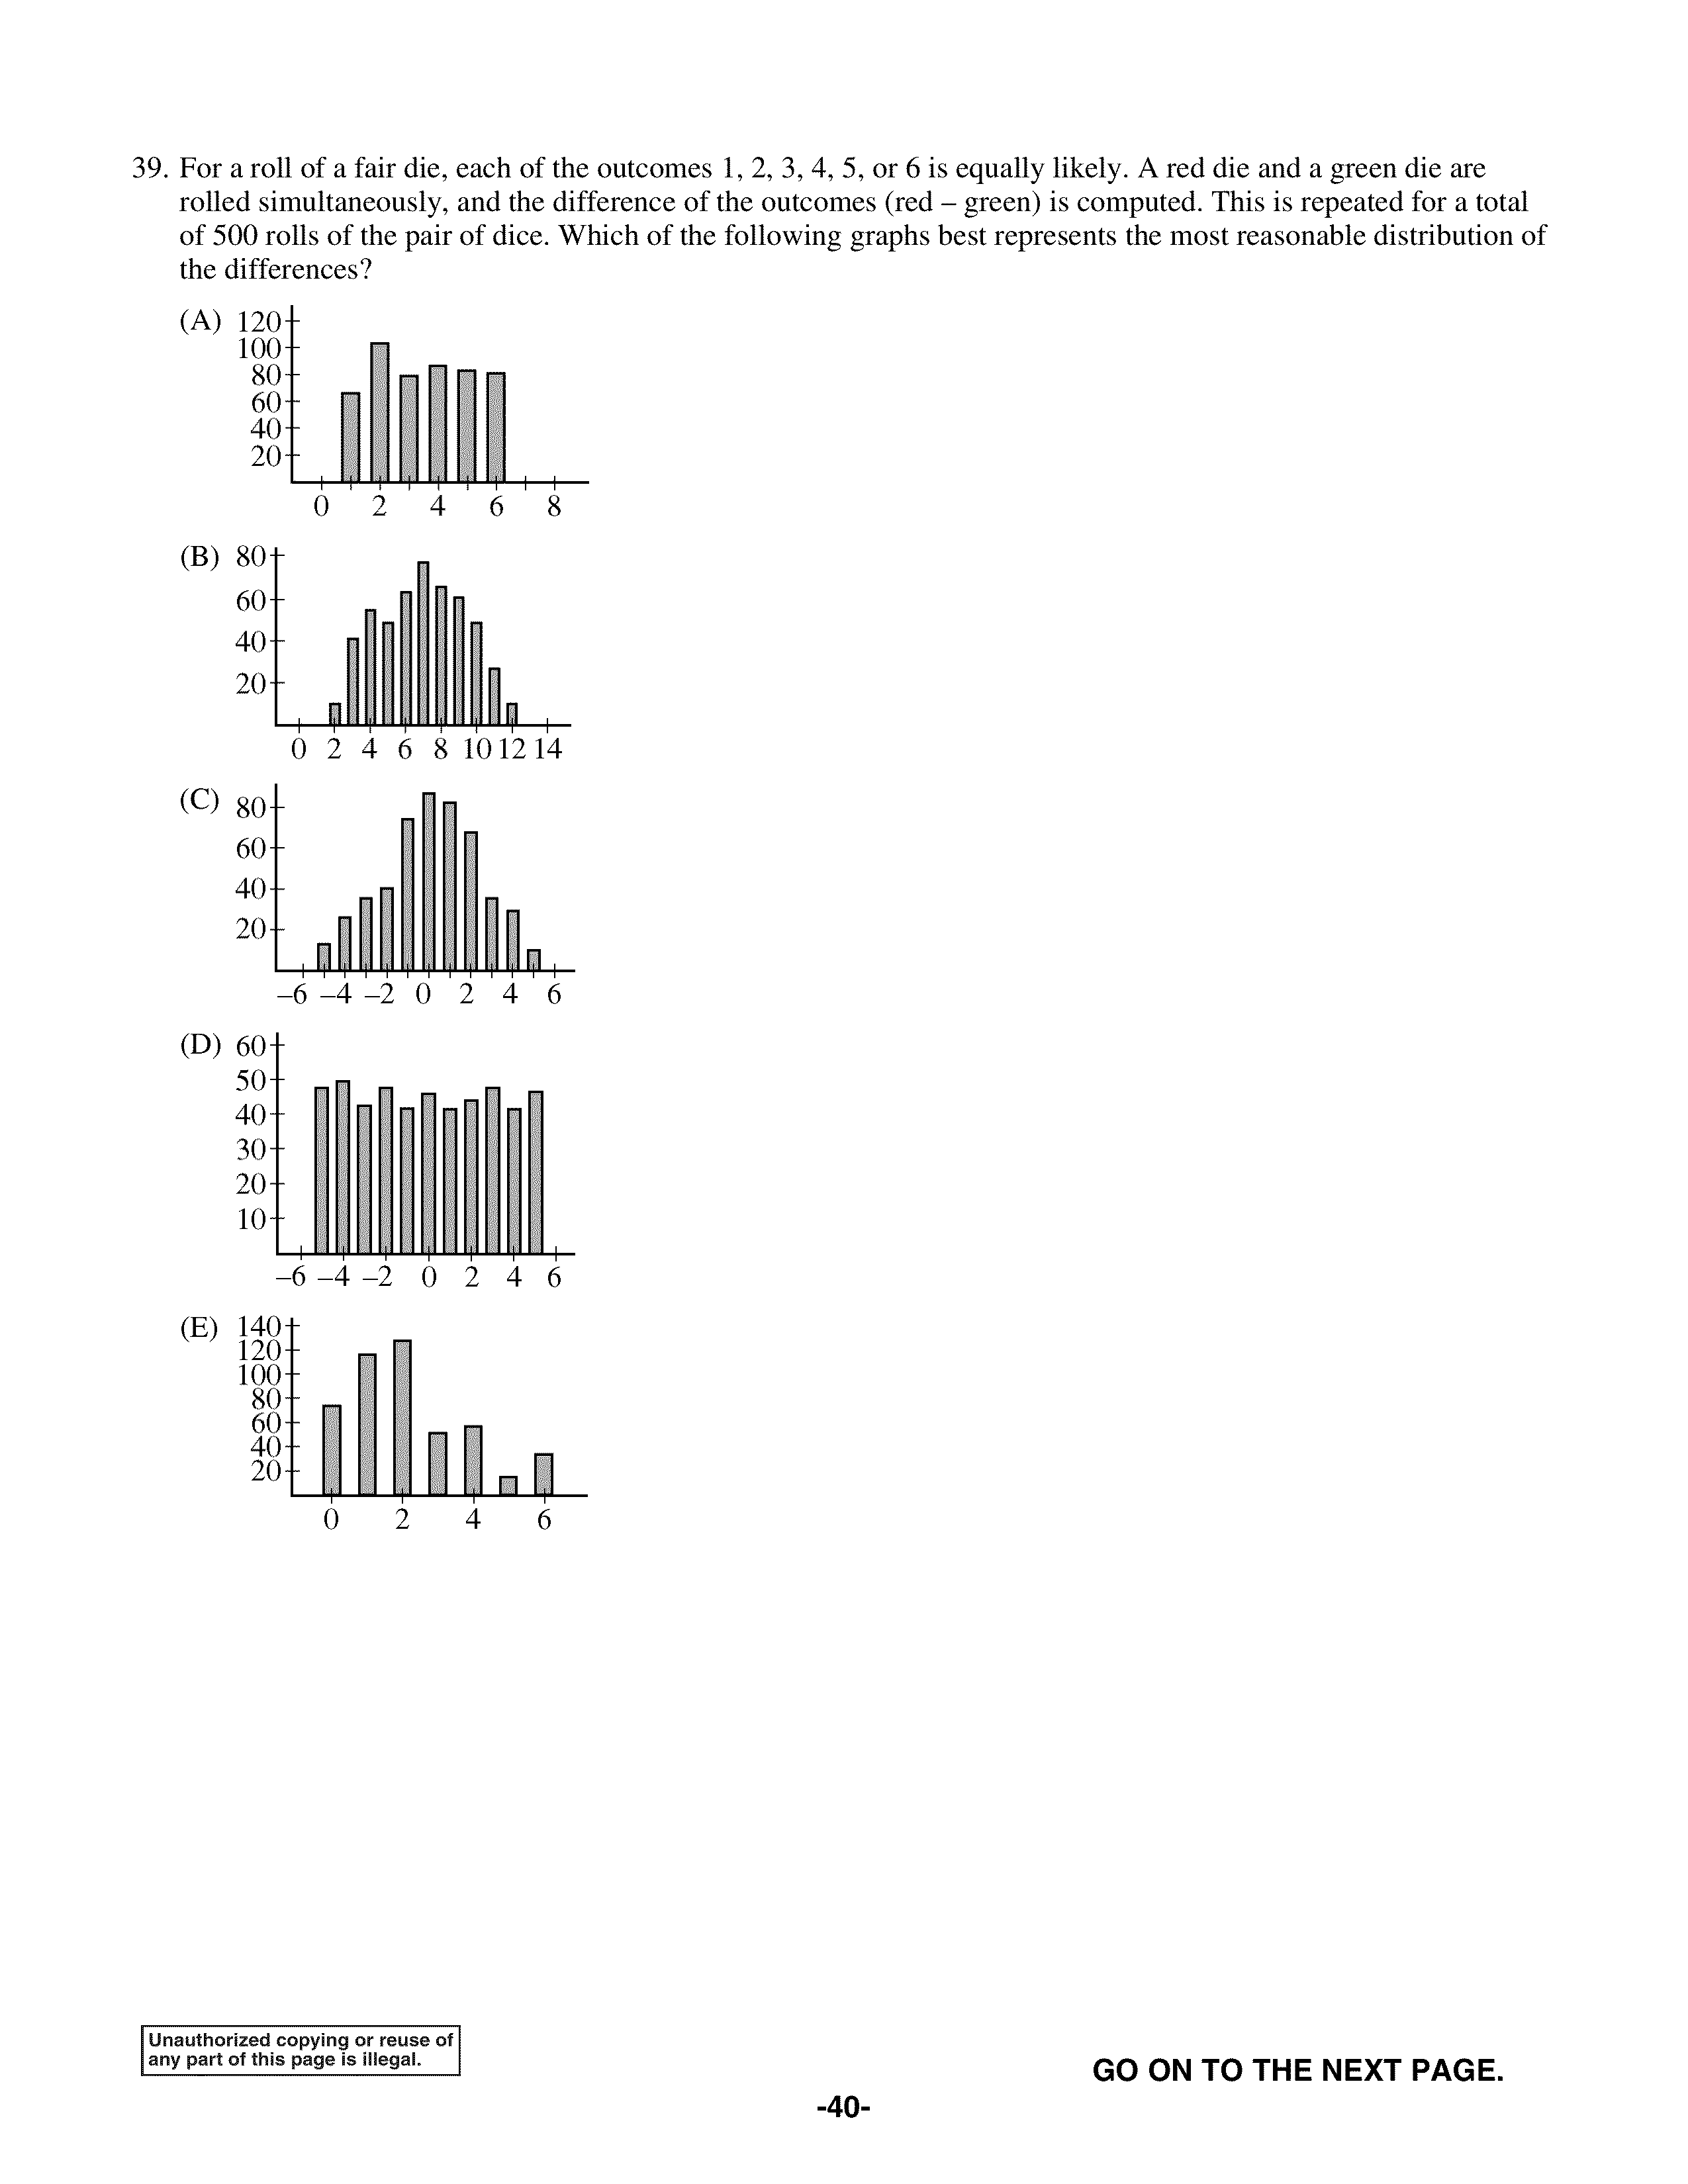 39. For a roll of a fair die, each of the outcomes 1, 2, 3, 4, 5, or 6 is equally likely. A red die and a green die are
rolled simultaneously, and the difference of the outcomes (red – green) is computed. This is repeated for a total
of 500 rolls of the pair of dice. Which of the following graphs best represents the most reasonable distribution of
the differences?
(A) 120
100
80
60
40
20
0 2 4 6 8
(B) 80
60
40
20
0 2 4 6 8 10 12 14
(C) 80
60
40
20
–6 –4 –2 0 2 4 6
(D) 60
50
40
30
20
10
–6 –4 –2 0 2 4 6
(E) 140
120
100
80
60
40
20
0 2 4 6
Unauthorized copying or reuse of
any part of this page is illegal.
GO ON TO THE NEXT PAGE.
-40-